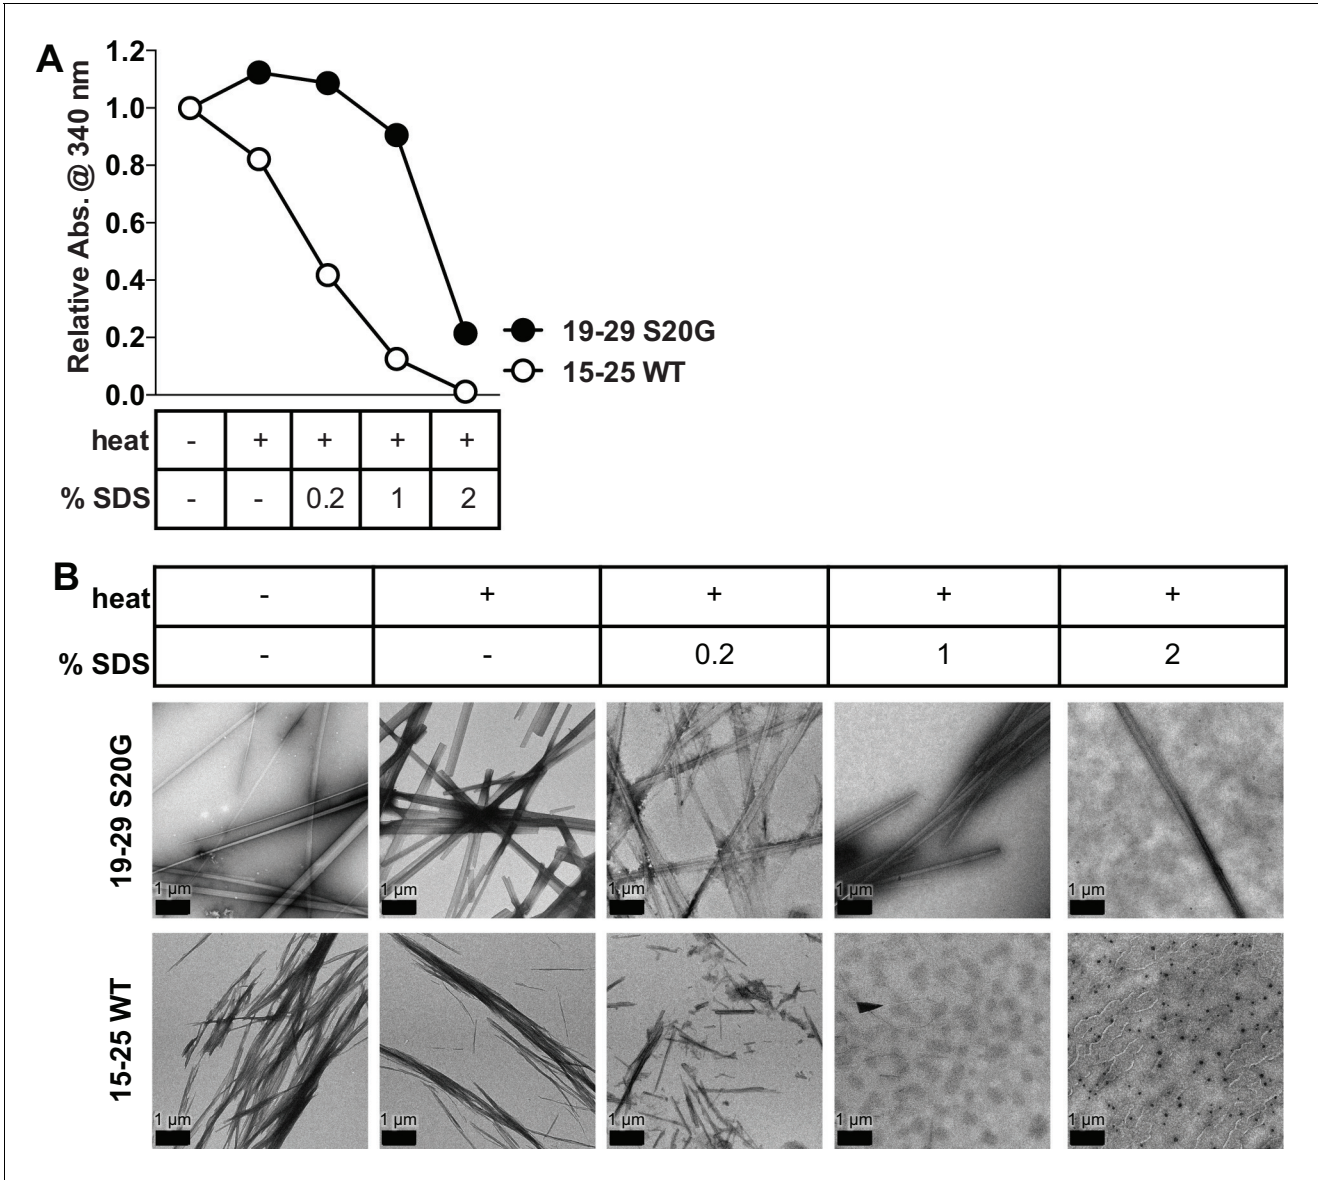 A
Relative Abs. @ 340 nm
1.2
1.0
0.8
0.6
0.4
0.2
0.0
19-29 S20G
15-25 WT
heat - + + + +
% SDS - - 0.2 1 2
B
heat - + + + +
% SDS - - 0.2 1 2
19-29 S20G
1 µm 1 µm 1 µm 1 µm 1 µm
15-25 WT
1 µm 1 µm 1 µm 1 µm 1 µm